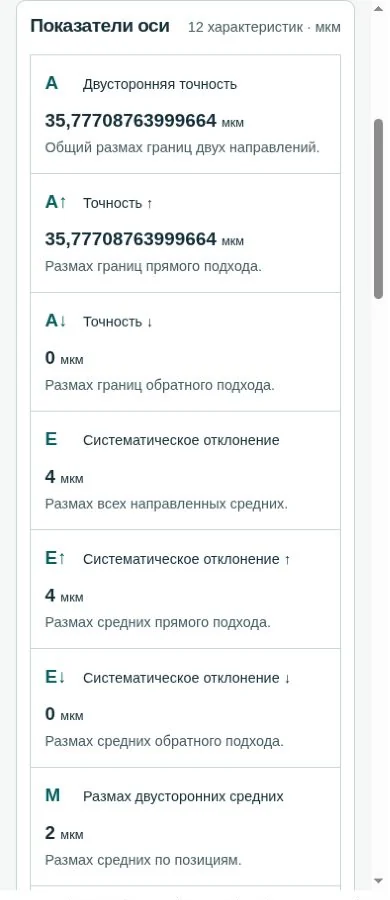 Показатели оси 12 характеристик · мкм
A Двусторонняя точность
35,77708763999664 мкм
Общий размах границ двух направлений.
A↑ Точность ↑
35,77708763999664 мкм
Размах границ прямого подхода.
A↓ Точность ↓
0 мкм
Размах границ обратного подхода.
E Систематическое отклонение
4 мкм
Размах всех направленных средних.
E↑ Систематическое отклонение ↑
4 мкм
Размах средних прямого подхода.
E↓ Систематическое отклонение ↓
0 мкм
Размах средних обратного подхода.
M Размах двусторонних средних
2 мкм
Размах средних по позициям.